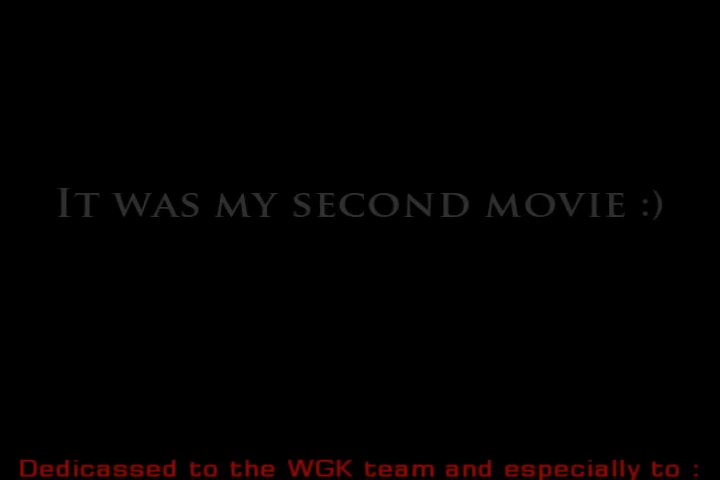 It was my second movie :)
Dedicassed to the WGK team and especially to :